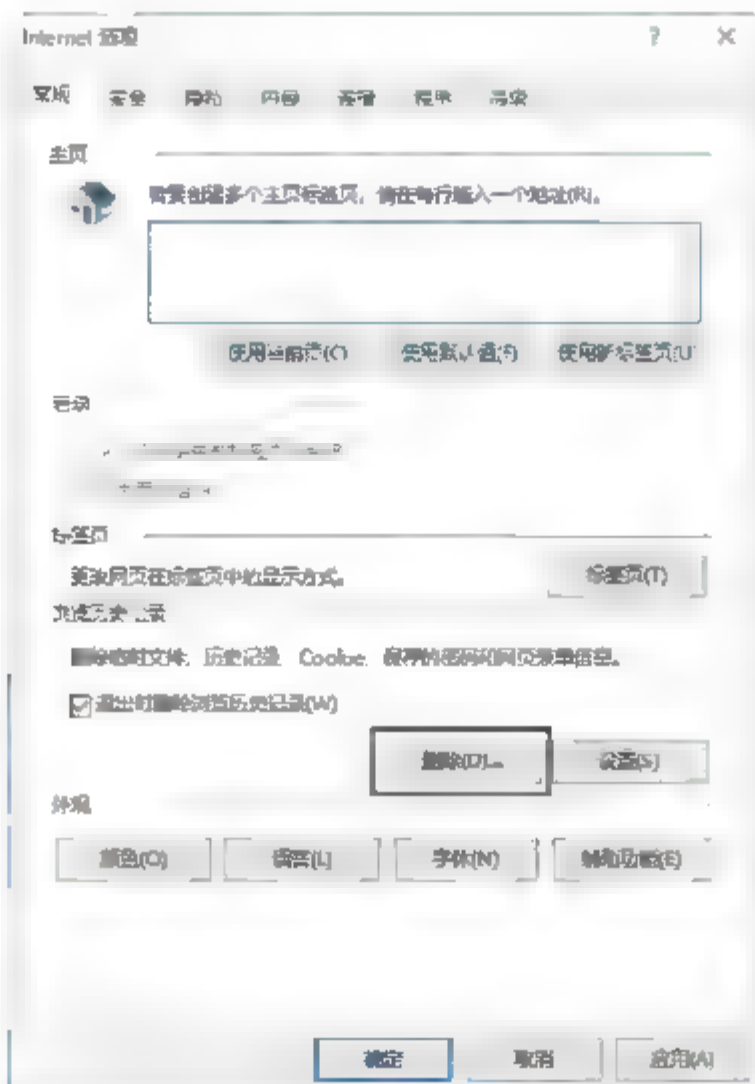 Internet 选项
? ×
常规 安全 隐私 内容 连接 程序 高级
主页
若要创建多个主页标签页，请在每行输入一个地址(R)。
使用当前页(C) 使用默认值(F) 使用新标签页(U)
启动
标签页
更改网页在标签页中的显示方式。 标签页(T)
浏览历史记录
删除临时文件、历史记录、Cookie、保存的密码和网页表单信息。
退出时删除浏览历史记录(W)
删除(D)... 设置(S)
外观
颜色(O) 语言(L) 字体(N) 辅助功能(E)
确定 取消 应用(A)